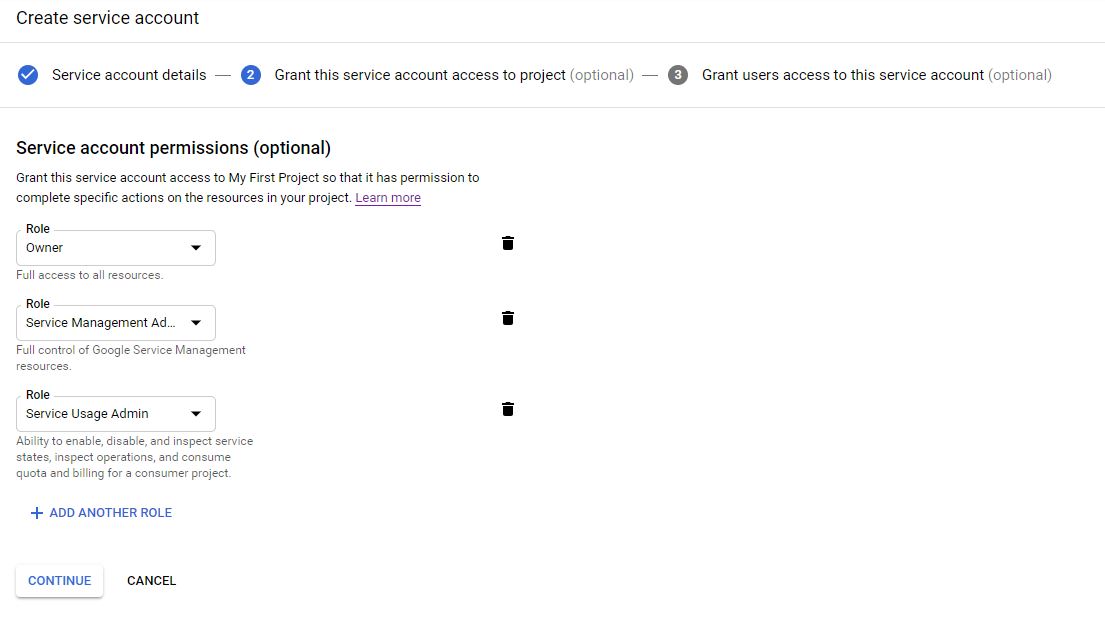 Create service account
Service account details
2 Grant this service account access to project (optional)
3 Grant users access to this service account (optional)
Service account permissions (optional)
Grant this service account access to My First Project so that it has permission to
complete specific actions on the resources in your project. Learn more
Role
Owner
Full access to all resources.
Role
Service Management Ad...
Full control of Google Service Management
resources.
Role
Service Usage Admin
Ability to enable, disable, and inspect service
states, inspect operations, and consume
quota and billing for a consumer project.
ADD ANOTHER ROLE
CONTINUE CANCEL